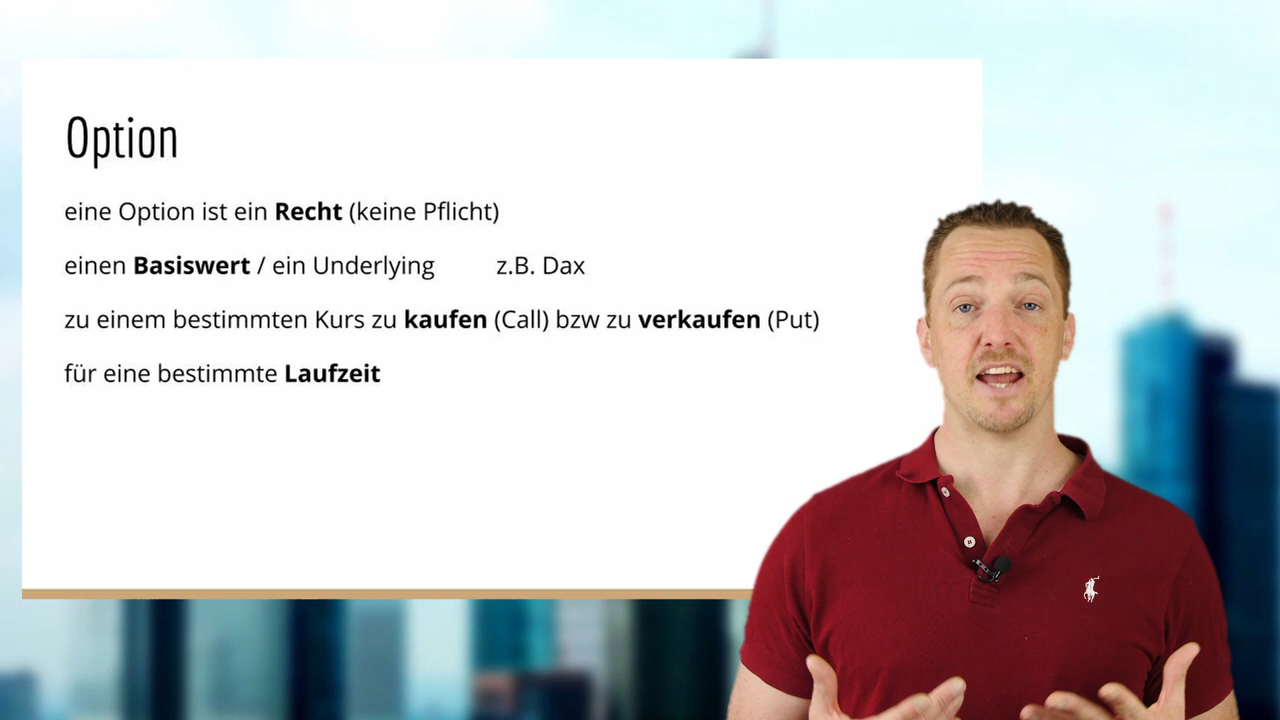 Option
eine Option ist ein Recht (keine Pflicht)
einen Basiswert / ein Underlying z.B. Dax
zu einem bestimmten Kurs zu kaufen (Call) bzw zu verkaufen (Put)
für eine bestimmte Laufzeit